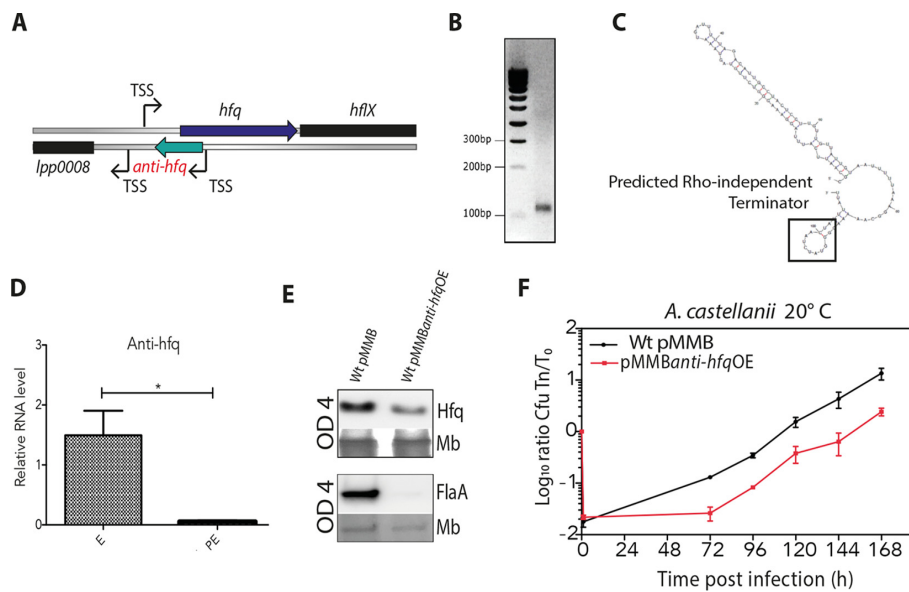 A
TSS
hfq
hflX
lpp0008
TSS
anti-hfq
TSS
B
300bp
200bp
100bp
C
Predicted Rho-independent
Terminator
D
Anti-hfq
Relative RNA level
3
2
1
0
*
E
PE
E
Wt pMMB
Wt pMMBanti-hfqOE
OD 4
Hfq
Mb
OD 4
FlaA
Mb
F
A. castellanii 20° C
Log₁₀ ratio Cfu Tn/T₀
2
1
0
-1
-2
Wt pMMB
pMMBanti-hfqOE
0 24 48 72 96 120 144 168
Time post infection (h)